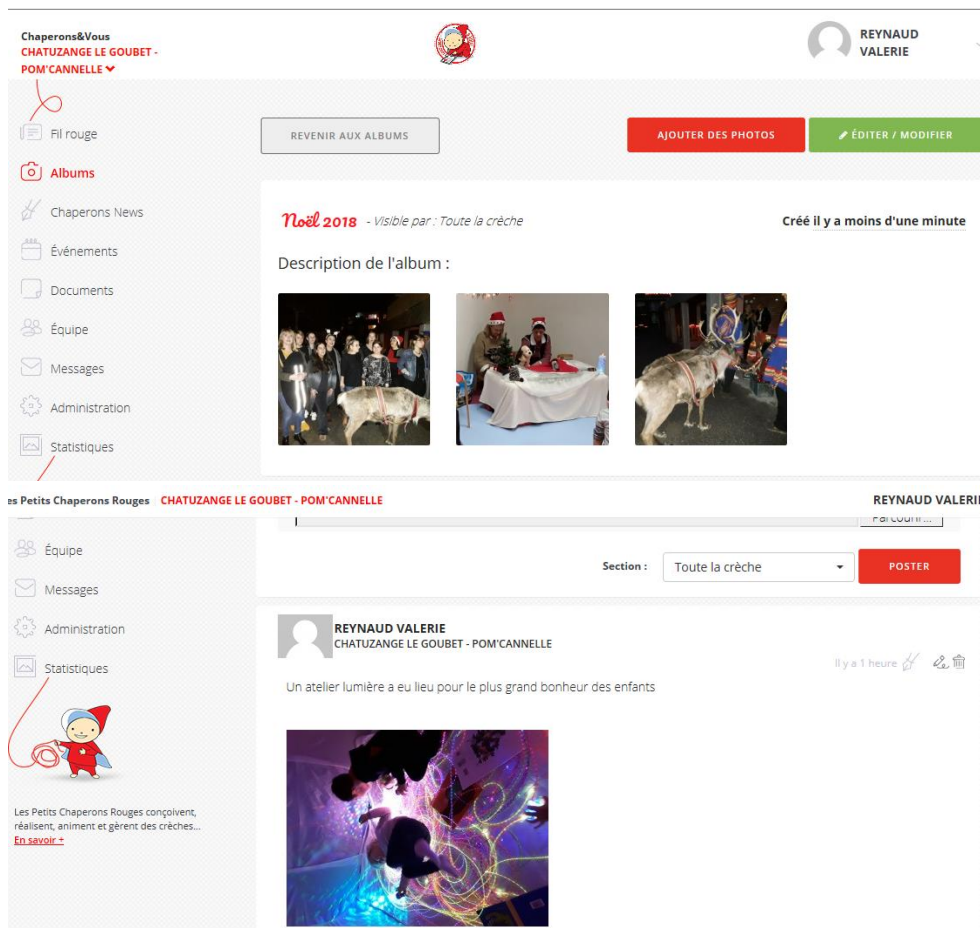 Chaperons&Vous
CHATUZANGE LE GOUBET -
POM'CANNELLE
REYNAUD
VALERIE
Fil rouge
Albums
Chaperons News
Événements
Documents
Équipe
Messages
Administration
Statistiques
REVENIR AUX ALBUMS
AJOUTER DES PHOTOS
ÉDITER / MODIFIER
Noël 2018 - Visible par : Toute la crèche
Créé il y a moins d'une minute
Description de l'album :
es Petits Chaperons Rouges CHATUZANGE LE GOUBET - POM'CANNELLE
REYNAUD VALERIE
Parcourir...
Équipe
Messages
Administration
Statistiques
Section : Toute la crèche
POSTER
REYNAUD VALERIE
CHATUZANGE LE GOUBET - POM'CANNELLE
Il y a 1 heure
Un atelier lumière a eu lieu pour le plus grand bonheur des enfants
Les Petits Chaperons Rouges conçoivent,
réalisent, animent et gèrent des crèches...
En savoir +